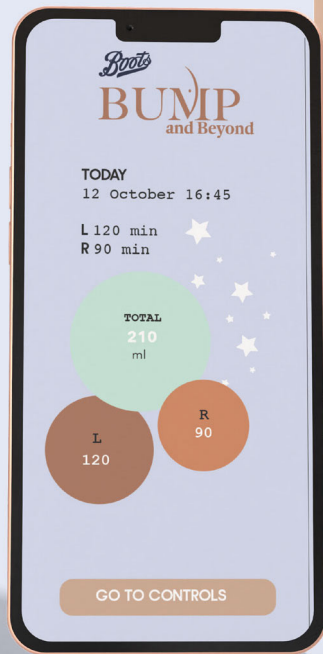 Boots
BUMP
and Beyond
TODAY
12 October 16:45
L 120 min
R 90 min
TOTAL
210
ml
R
90
L
120
GO TO CONTROLS